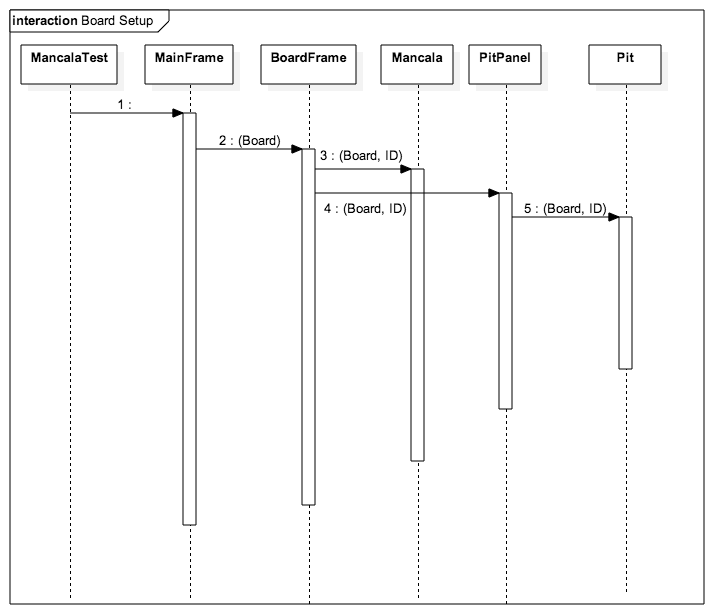 interaction Board Setup
MancalaTest
MainFrame
BoardFrame
Mancala
PitPanel
Pit
1 :
2 : (Board)
3 : (Board, ID)
4 : (Board, ID)
5 : (Board, ID)